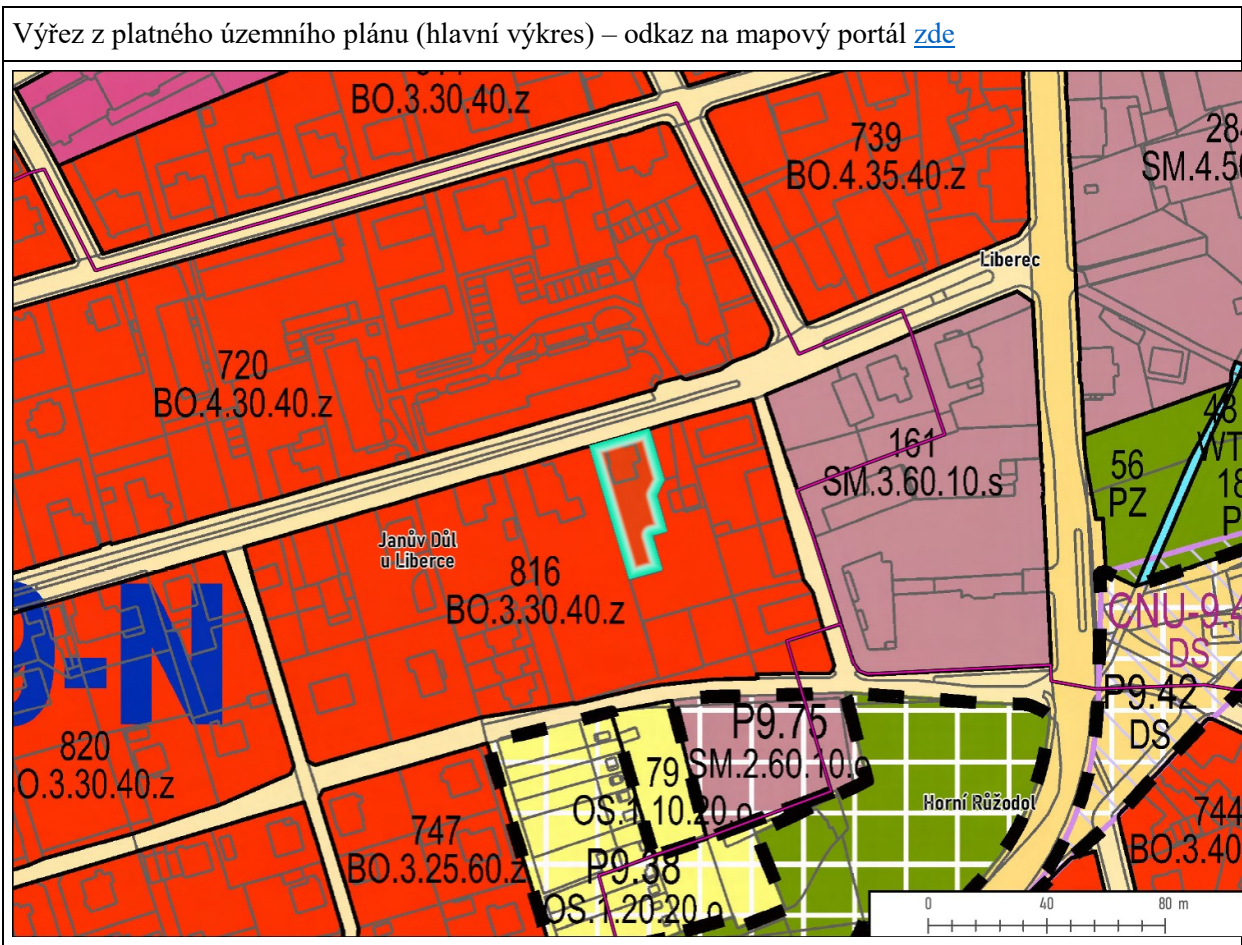 Výřez z platného územního plánu (hlavní výkres) – odkaz na mapový portál zde
BO.3.30.40.z
739
BO.4.35.40.z
Liberec
720
BO.4.30.40.z
161
SM.3.60.10.s
56
PZ
Janův Důl
u Liberce
816
BO.3.30.40.z
DS
P9.42
DS
P9.75
SM.2.60.10.
79
OS.1.10.20.o
Horní Růžodol
820
O.3.30.40.z
747
BO.3.25.60.z
P9.38
OS.1.20.20.o
744
BO.3.40
0 40 80 m